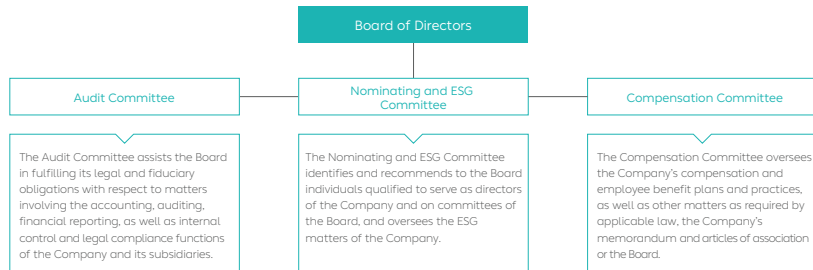 Board of Directors
Audit Committee
Nominating and ESG
Committee
Compensation Committee
The Audit Committee assists the Board
in fulfilling its legal and fiduciary
obligations with respect to matters
involving the accounting, auditing,
financial reporting, as well as internal
control and legal compliance functions
of the Company and its subsidiaries.
The Nominating and ESG Committee
identifies and recommends to the Board
individuals qualified to serve as directors
of the Company and on committees of
the Board, and oversees the ESG
matters of the Company.
The Compensation Committee oversees
the Company's compensation and
employee benefit plans and practices,
as well as other matters as required by
applicable law, the Company's
memorandum and articles of association
or the Board.